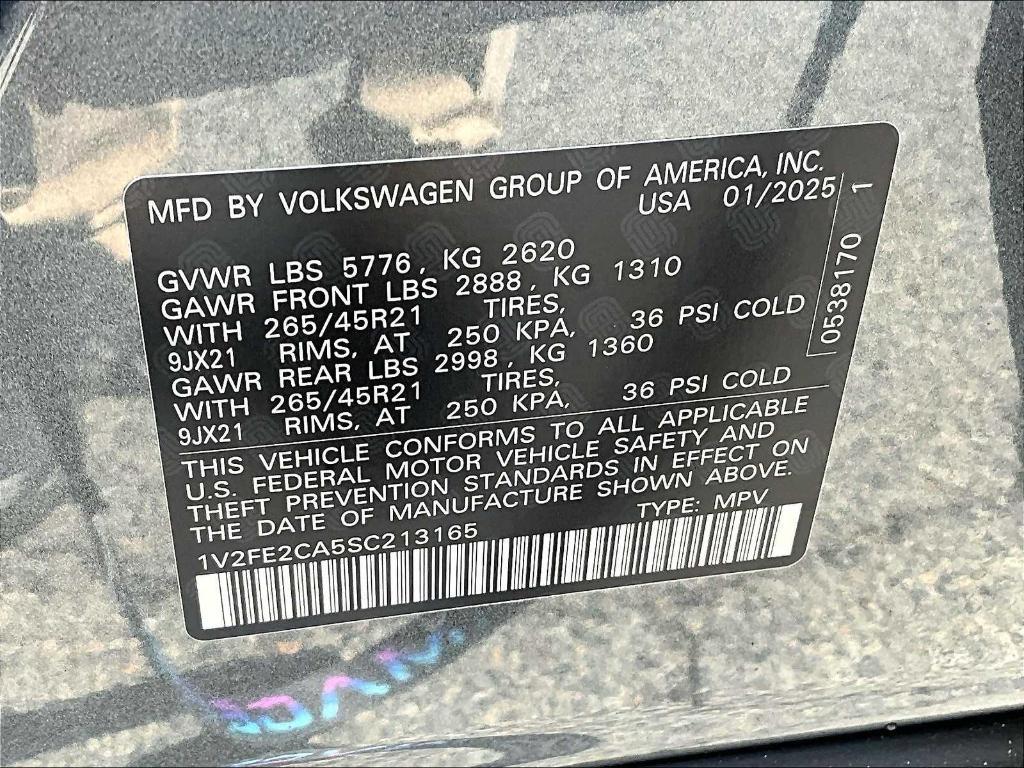 MFD BY VOLKSWAGEN GROUP OF AMERICA, INC.
USA 01/2025
GVWR LBS 5776, KG 2620
GAWR FRONT LBS 2888, KG 1310
WITH 265/45R21 TIRES,
9JX21 RIMS, AT 250 KPA, 36 PSI COLD
GAWR REAR LBS 2998, KG 1360
WITH 265/45R21 TIRES,
9JX21 RIMS, AT 250 KPA, 36 PSI COLD
0538170 1
THIS VEHICLE CONFORMS TO ALL APPLICABLE
U.S. FEDERAL MOTOR VEHICLE SAFETY AND
THEFT PREVENTION STANDARDS IN EFFECT ON
THE DATE OF MANUFACTURE SHOWN ABOVE.
1V2FE2CA5SC213165 TYPE: MPV